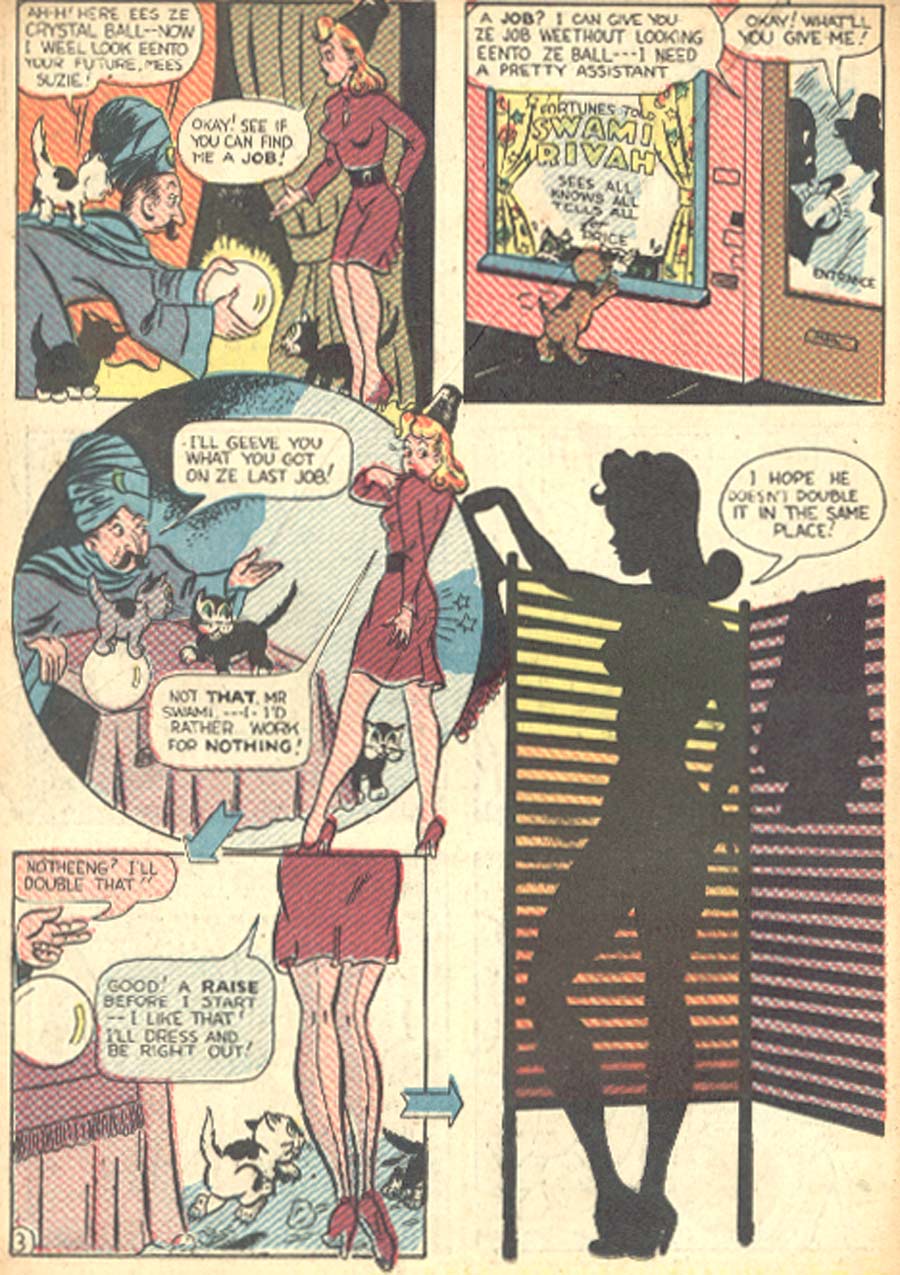 AH-H! HERE EES ZE
CRYSTAL BALL--NOW
I WEEL LOOK EENTO
YOUR FUTURE, MEES
SUZIE!
OKAY! SEE IF
YOU CAN FIND
ME A JOB!
A JOB? I CAN GIVE YOU
ZE JOB WEETHOUT LOOKING
EENTO ZE BALL---I NEED
A PRETTY ASSISTANT
OKAY! WHAT'LL
YOU GIVE ME!
FORTUNES TOLD
SWAMI
RIVAH
SEES ALL
KNOWS ALL
TELLS ALL
for
PRICE
ENTRANCE
I'LL GEEVE YOU
WHAT YOU GOT
ON ZE LAST JOB!
NOT THAT, MR
SWAMI, ---I- I'D
RATHER WORK
FOR NOTHING!
NOTHEENG? I'LL
DOUBLE THAT"
GOOD! A RAISE
BEFORE I START
--I LIKE THAT!
I'LL DRESS AND
BE RIGHT OUT!
3
I HOPE HE
DOESN'T DOUBLE
IT IN THE SAME
PLACE!